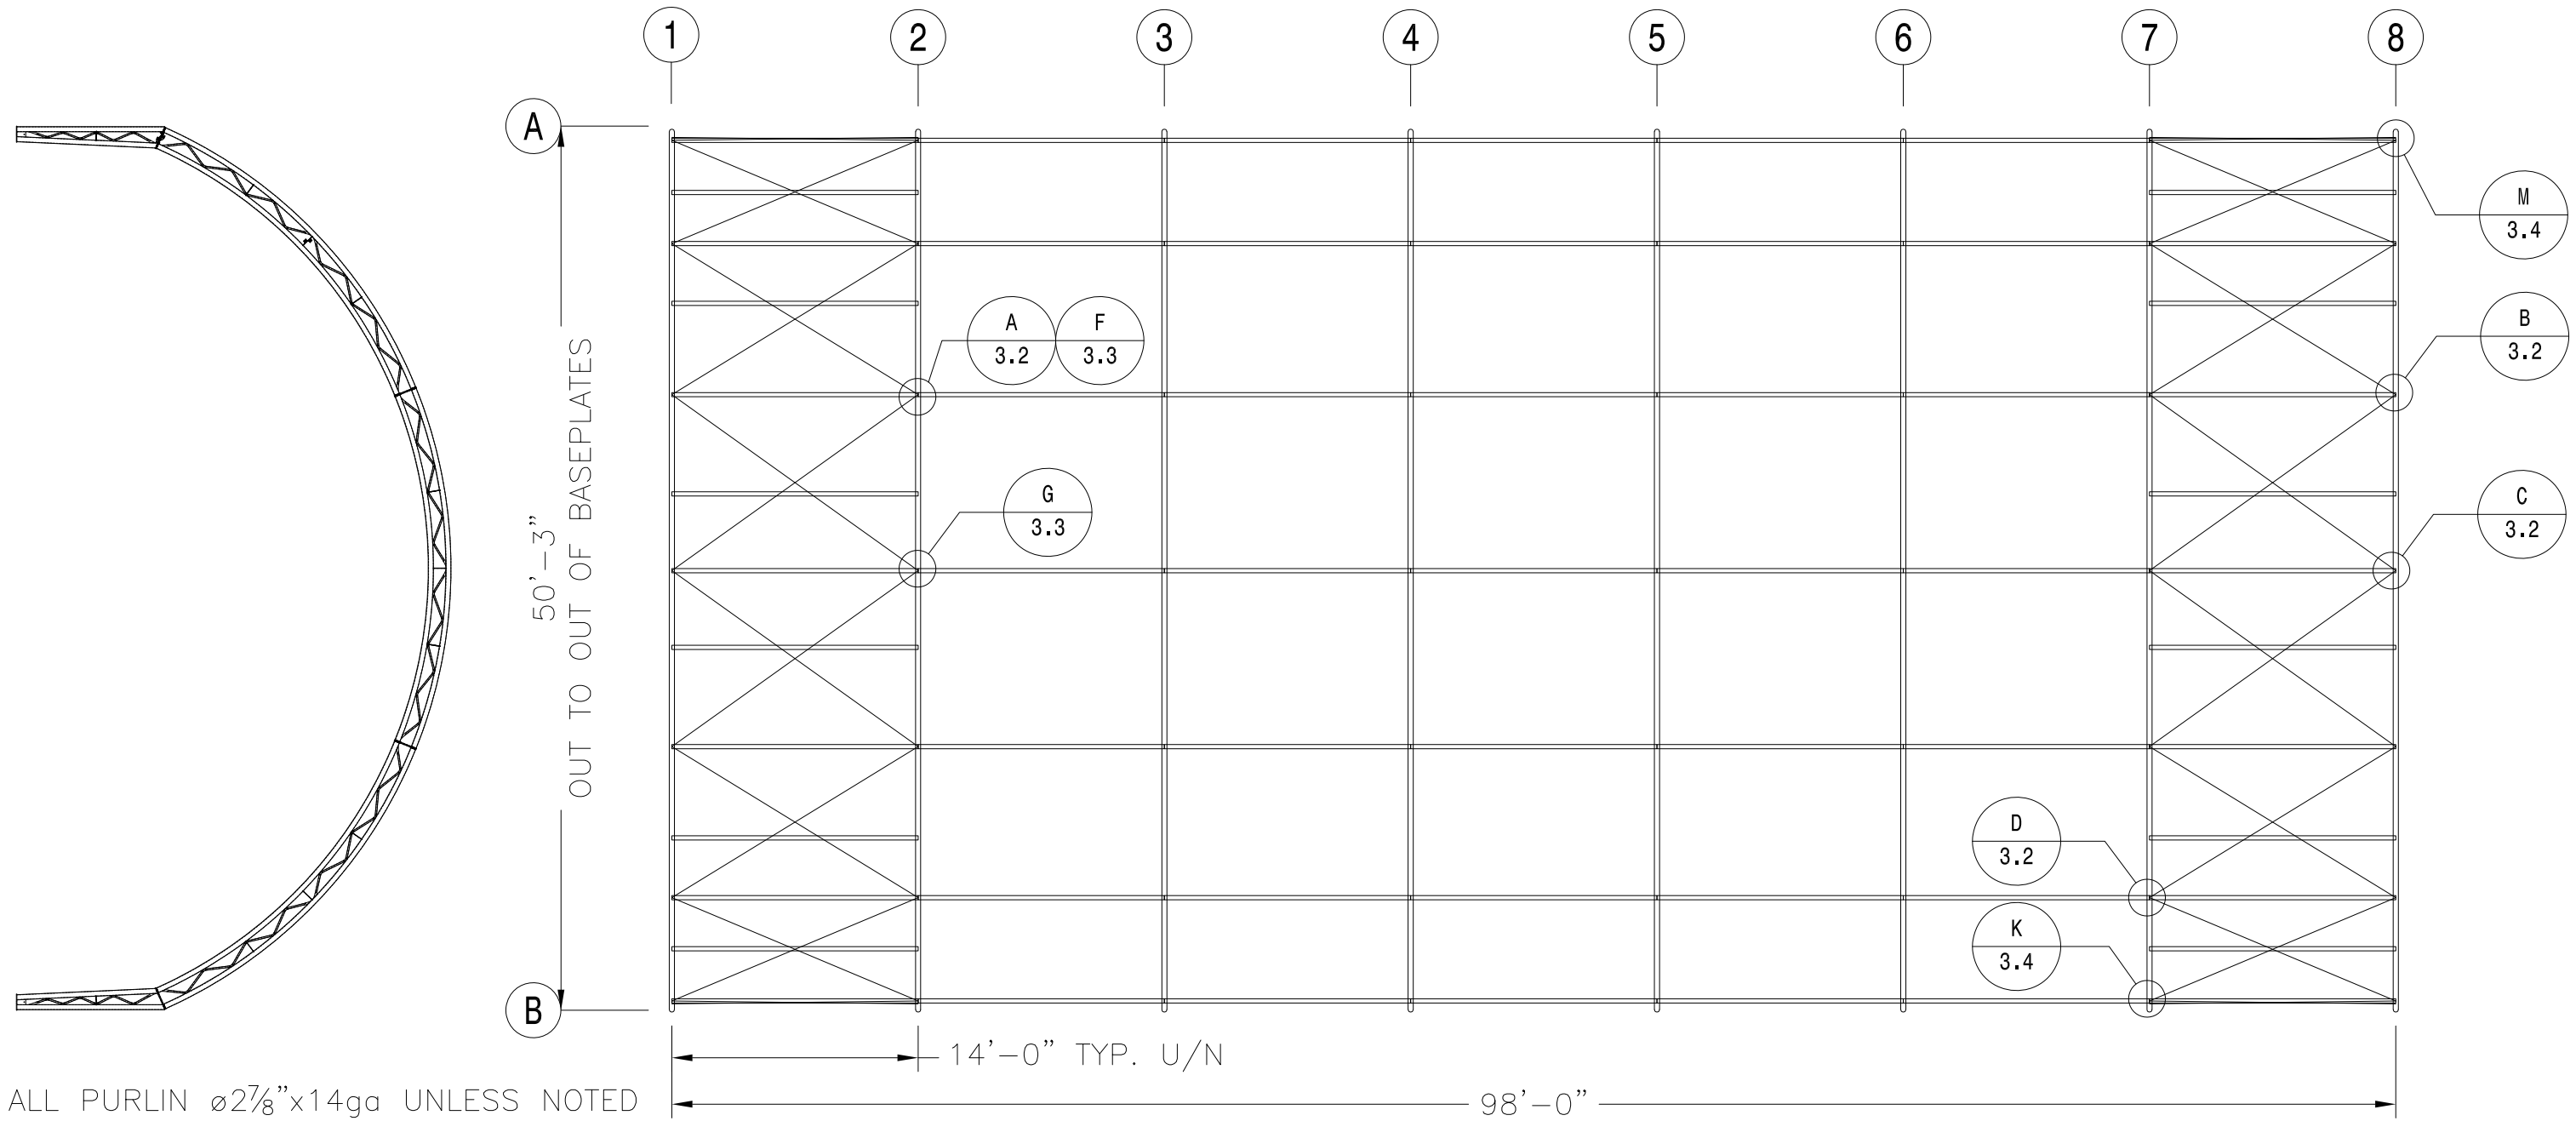 1 2 3 4 5 6 7 8
A
M
3.4
A F
3.2 3.3
B
3.2
50'-3"
OUT TO OUT OF BASEPLATES
G
3.3
C
3.2
D
3.2
K
3.4
B
14'-0" TYP. U/N
ALL PURLIN ø2⅞"x14ga UNLESS NOTED
98'-0"